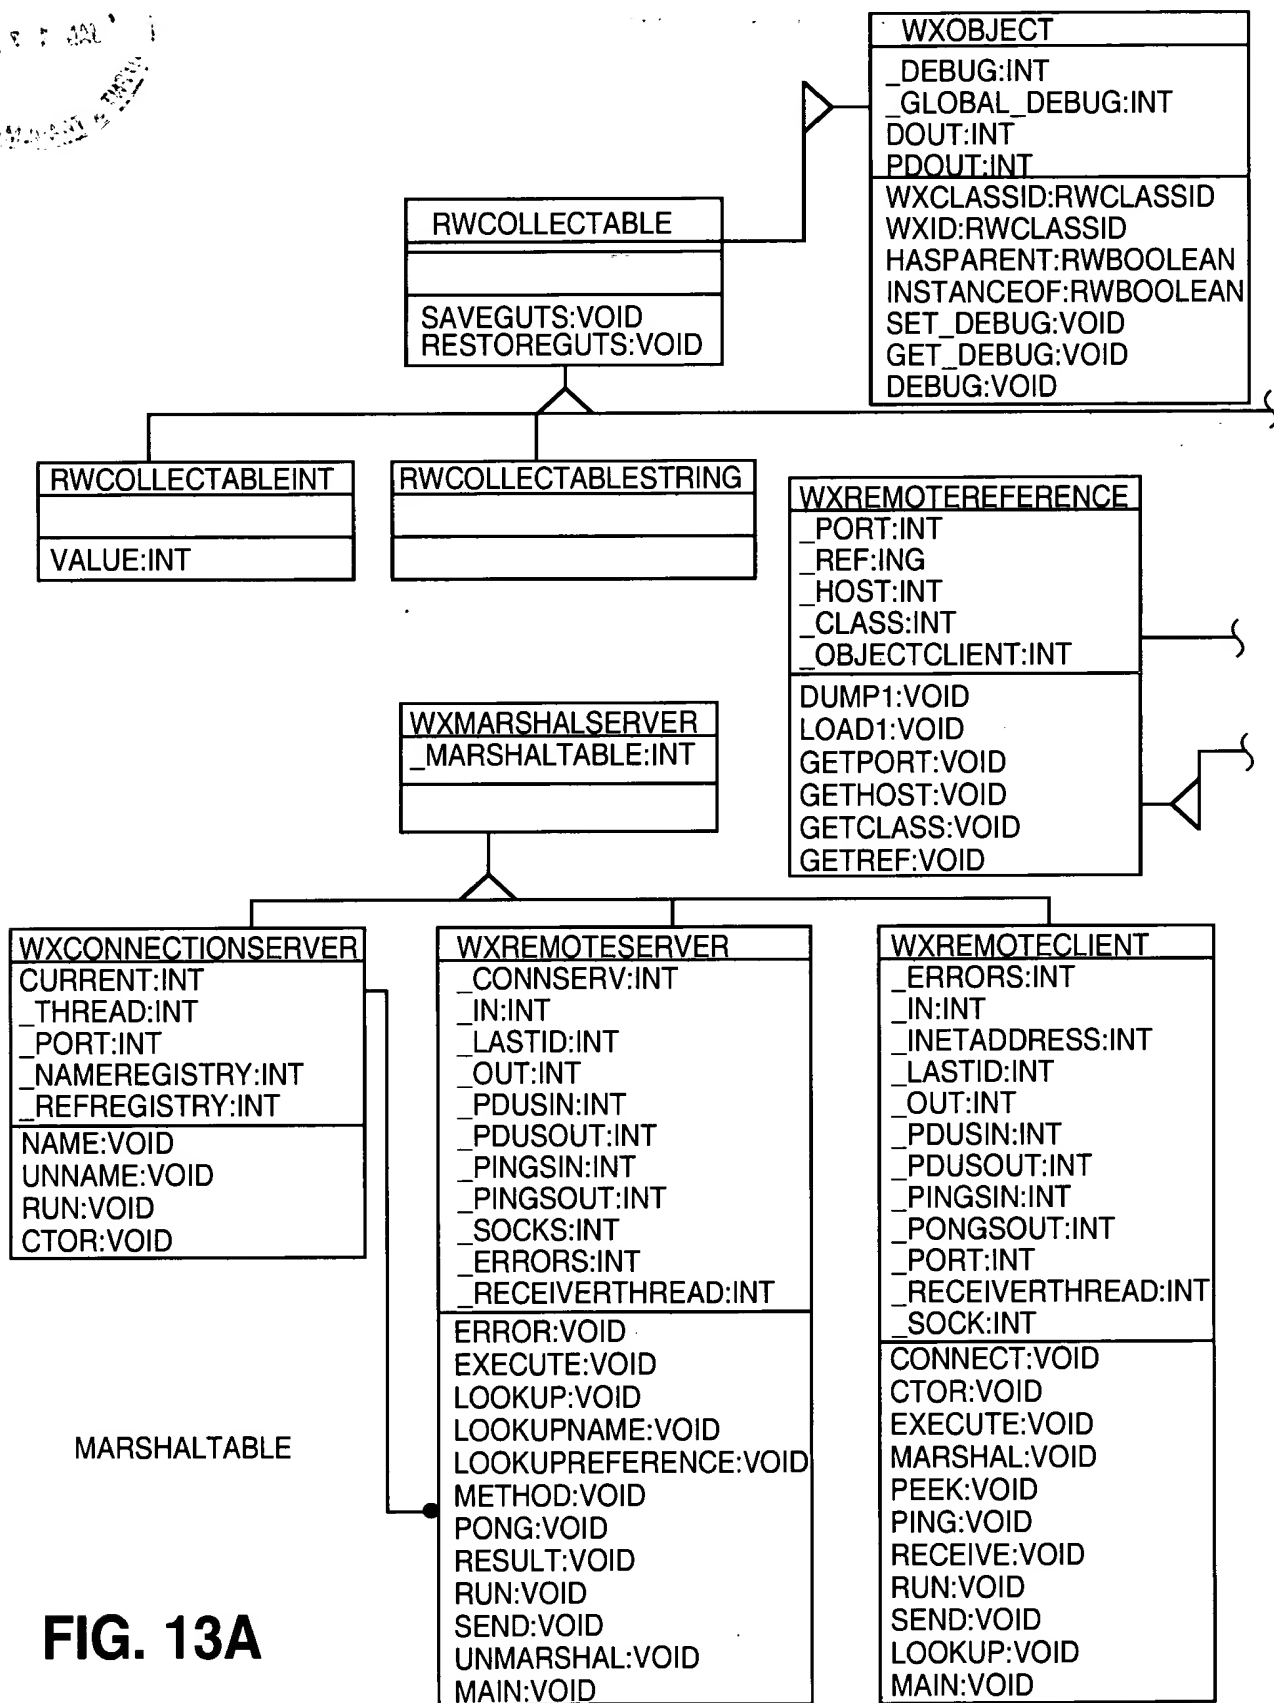 WXOBJECT
_DEBUG:INT
_GLOBAL_DEBUG:INT
DOUT:INT
PDOUT:INT
WXCLASSID:RWCLASSID
WXID:RWCLASSID
HASPARENT:RWBOOLEAN
INSTANCEOF:RWBOOLEAN
SET_DEBUG:VOID
GET_DEBUG:VOID
DEBUG:VOID
RWCOLLECTABLE
SAVEGUTS:VOID
RESTOREGUTS:VOID
RWCOLLECTABLEINT
VALUE:INT
RWCOLLECTABLESTRING
WXREMOTEREFERENCE
_PORT:INT
_REF:ING
_HOST:INT
_CLASS:INT
_OBJECTCLIENT:INT
DUMP1:VOID
LOAD1:VOID
GETPORT:VOID
GETHOST:VOID
GETCLASS:VOID
GETREF:VOID
WXMARSHALSERVER
_MARSHALTABLE:INT
WXCONNECTIONSERVER
CURRENT:INT
_THREAD:INT
_PORT:INT
_NAMEREGISTRY:INT
_REFREGISTRY:INT
NAME:VOID
UNNAME:VOID
RUN:VOID
CTOR:VOID
WXREMOTESERVER
_CONNSERV:INT
_IN:INT
_LASTID:INT
_OUT:INT
_PDUSIN:INT
_PDUSOUT:INT
_PINGSIN:INT
_PINGSOUT:INT
_SOCKS:INT
_ERRORS:INT
_RECEIVERTHREAD:INT
ERROR:VOID
EXECUTE:VOID
LOOKUP:VOID
LOOKUPNAME:VOID
LOOKUPREFERENCE:VOID
METHOD:VOID
PONG:VOID
RESULT:VOID
RUN:VOID
SEND:VOID
UNMARSHAL:VOID
MAIN:VOID
WXREMOTECLIENT
_ERRORS:INT
_IN:INT
_INETADDRESS:INT
_LASTID:INT
_OUT:INT
_PDUSIN:INT
_PDUSOUT:INT
_PINGSIN:INT
_PONGSOUT:INT
_PORT:INT
_RECEIVERTHREAD:INT
_SOCK:INT
CONNECT:VOID
CTOR:VOID
EXECUTE:VOID
MARSHAL:VOID
PEEK:VOID
PING:VOID
RECEIVE:VOID
RUN:VOID
SEND:VOID
LOOKUP:VOID
MAIN:VOID
MARSHALTABLE
FIG. 13A